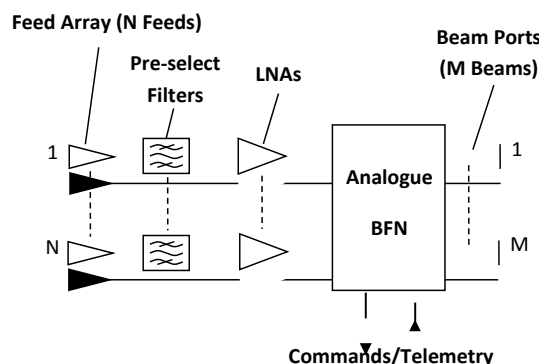 Feed Array (N Feeds)
Beam Ports
(M Beams)
Pre-select
Filters
LNAs
1
1
Analogue
BFN
N
M
Commands/Telemetry